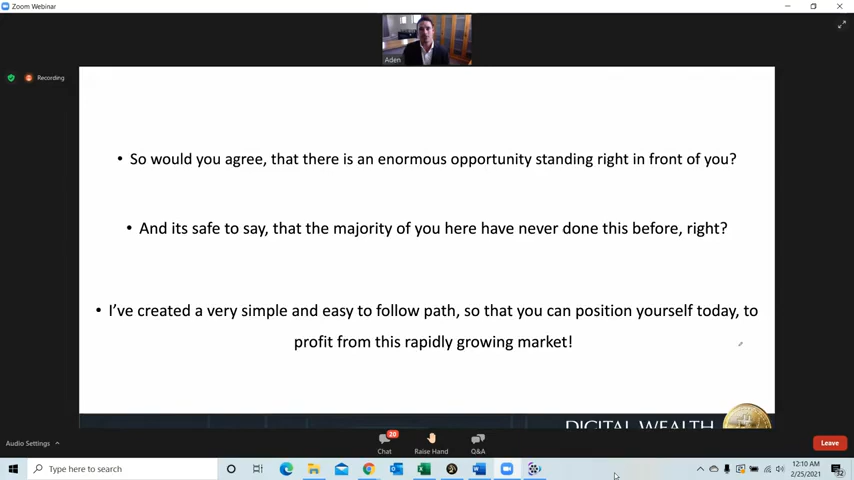 Zoom Webinar
Aden
Recording
• So would you agree, that there is an enormous opportunity standing right in front of you?
• And its safe to say, that the majority of you here have never done this before, right?
• I've created a very simple and easy to follow path, so that you can position yourself today, to
profit from this rapidly growing market!
DIGITAL WEALTH
Audio Settings
20
Chat
Raise Hand
Q&A
Leave
Type here to search
12:10 AM
2/25/2021
32